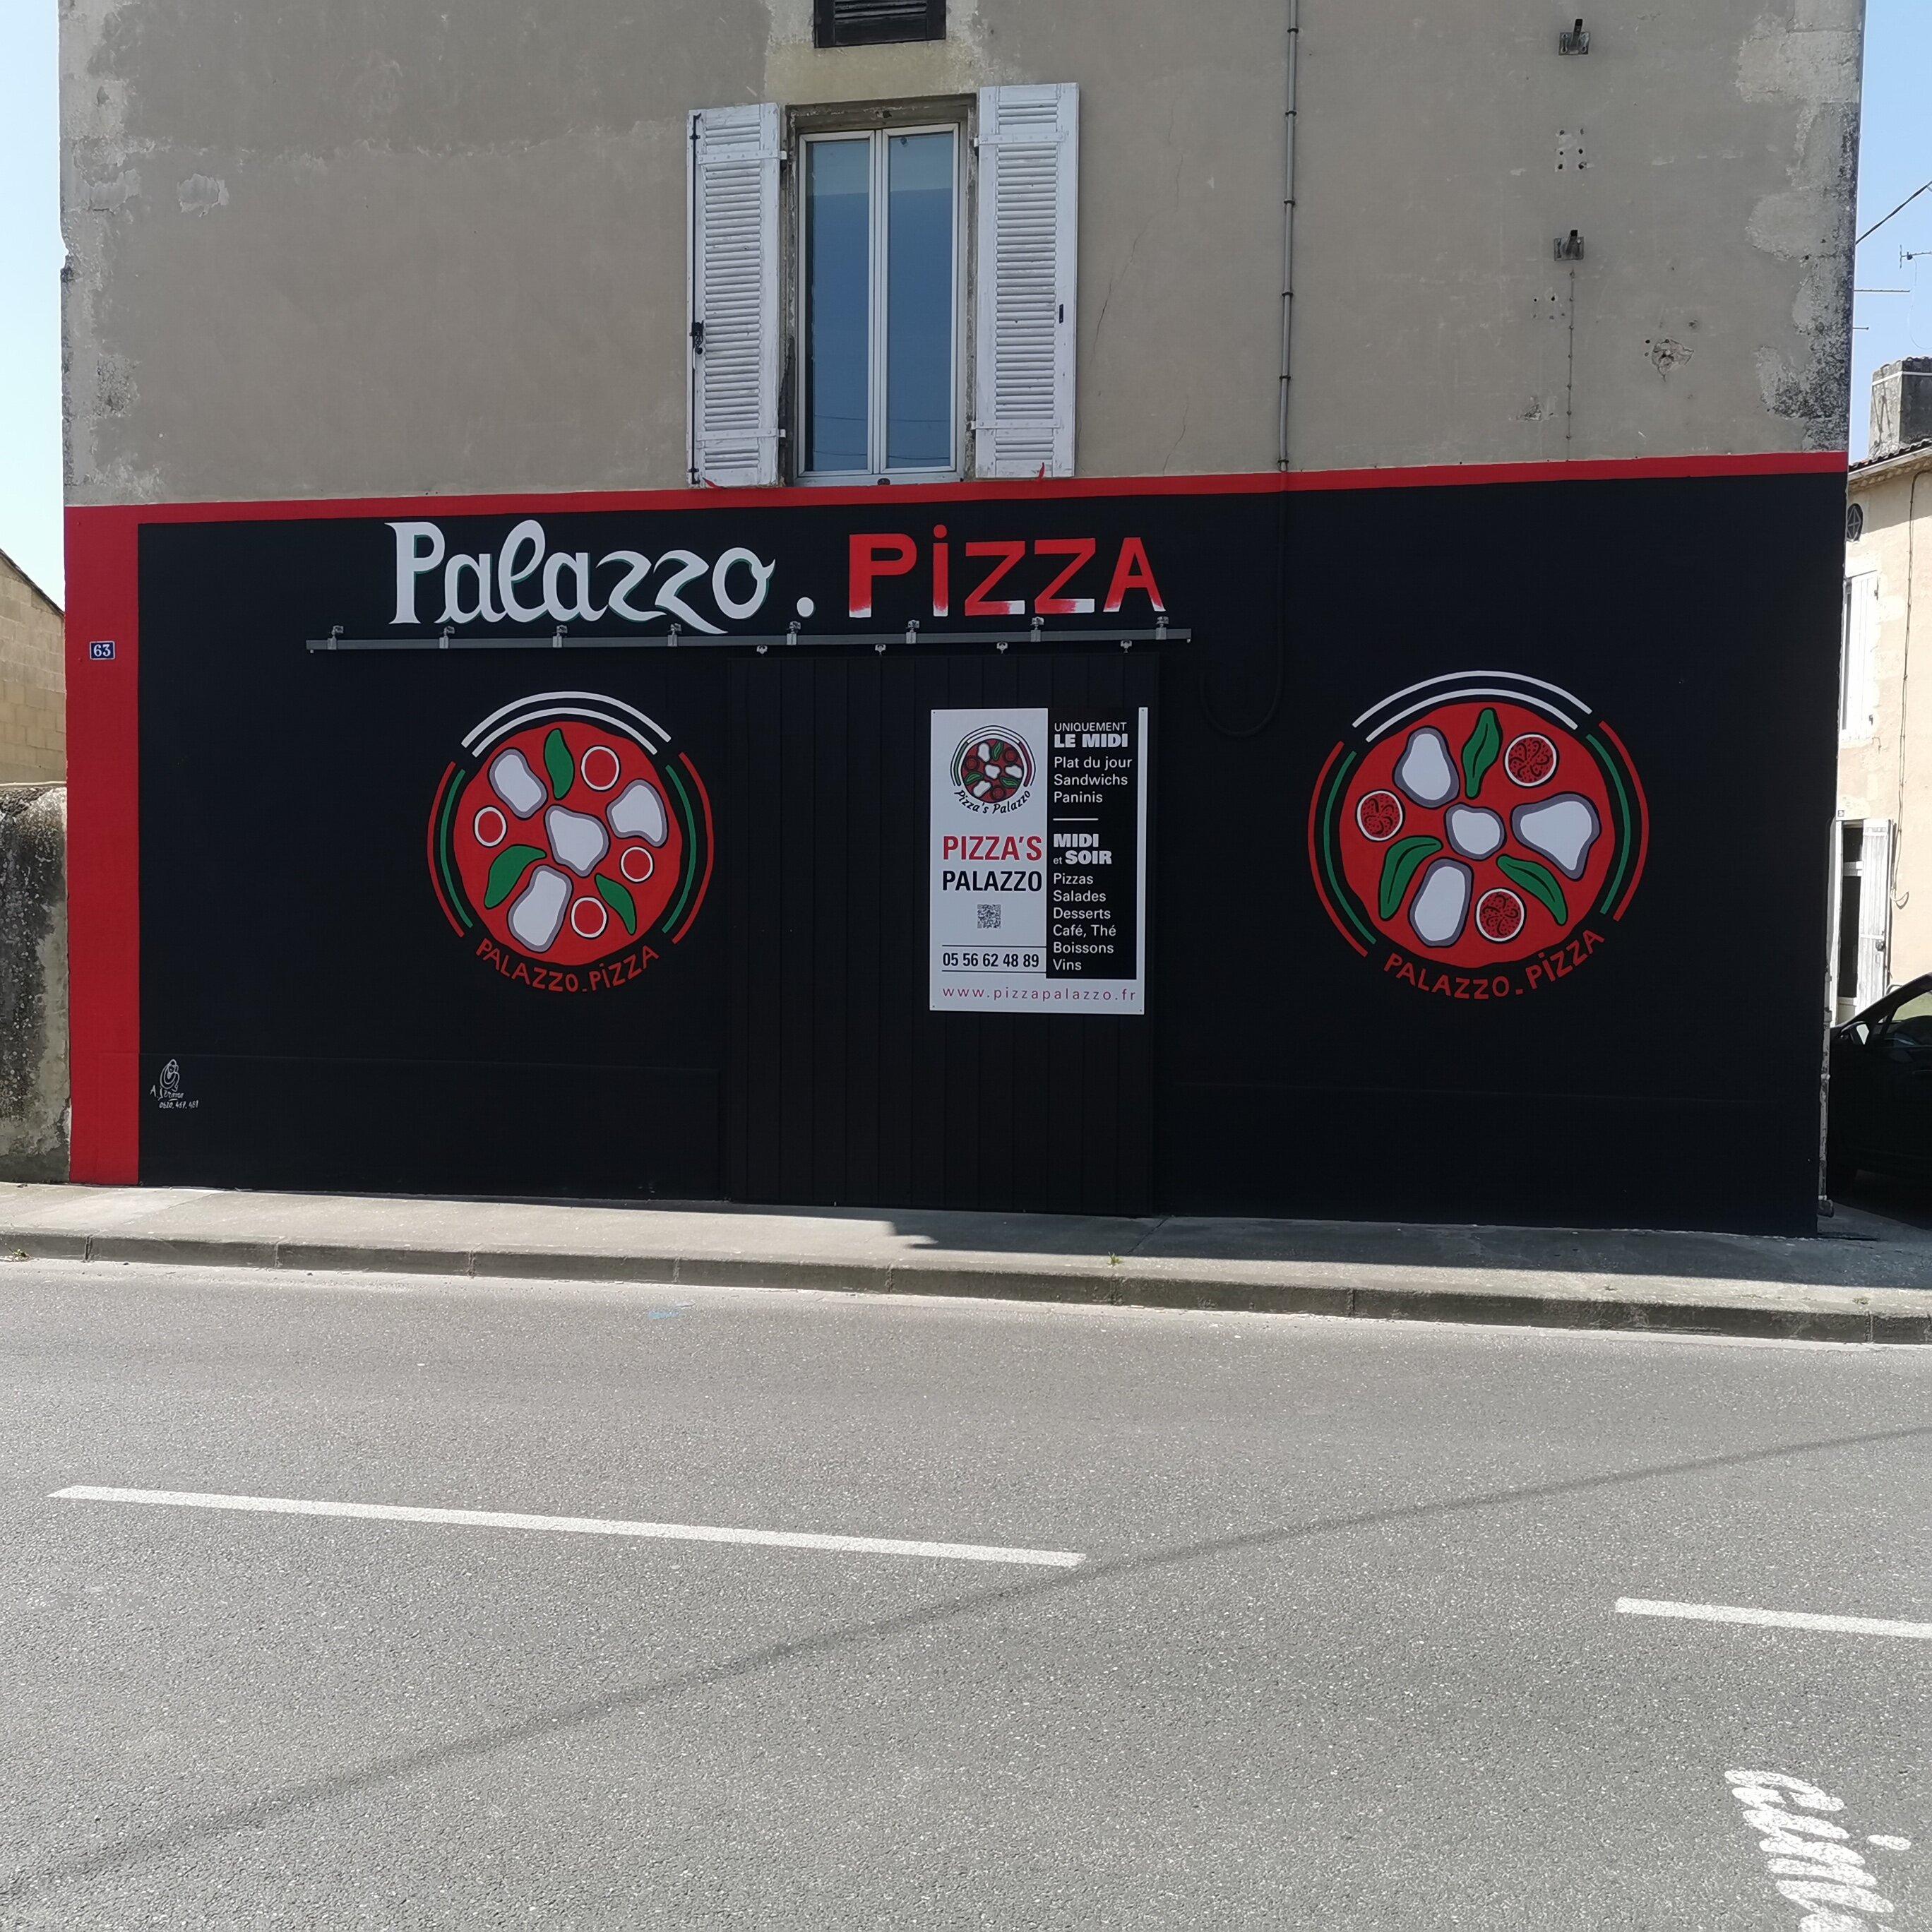 Palazzo. PiZZA
63
PALAZZO.PiZZA
Pizza's Palazzo
PIZZA'S
PALAZZO
05 56 62 48 89
www.pizzapalazzo.fr
UNIQUEMENT
LE MIDI
Plat du jour
Sandwichs
Paninis
MIDI
et SOIR
Pizzas
Salades
Desserts
Café, Thé
Boissons
Vins
PALAZZO.PiZZA